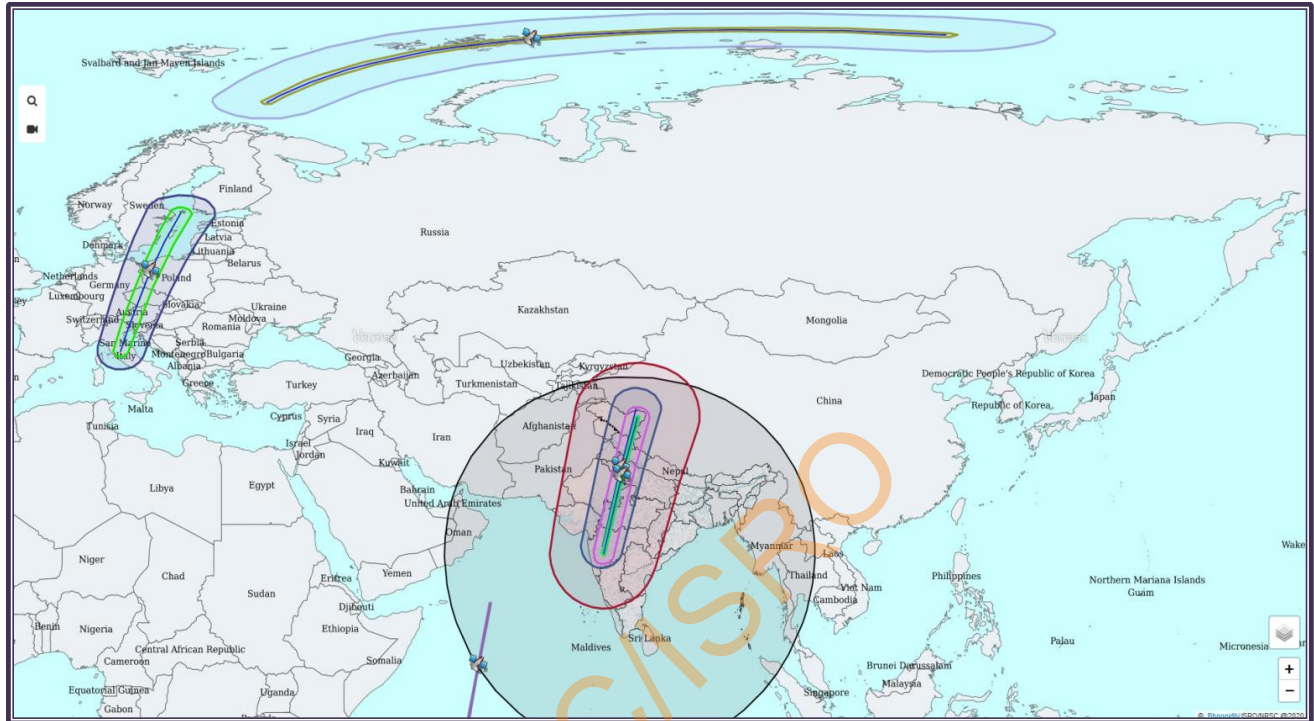 Svalbard and Jan Mayen Islands
Finland
Norway
Sweden
Estonia
Latvia
Denmark
Lithuania
Russia
Belarus
Netherlands
Germany
Poland
Luxembourg
Slovakia
Ukraine
Austria
Moldova
Switzerland
Slovenia
Romania
Kazakhstan
Mongolia
bhuvan
bhuvan
San Marino
Serbia
Italy
Montenegro
Bulgaria
Georgia
Albania
Uzbekistan
Kyrgyzstan
Greece
Turkey
Azerbaijan
Turkmenistan
Tajikistan
Democratic People's Republic of Korea
China
Japan
Republic of Korea
Malta
Cyprus
Syria
Tunisia
Iraq
Iran
Afghanistan
Israel
Jordan
Kuwait
Pakistan
Nepal
Libya
Egypt
Bahrain
United Arab Emirates
Oman
Myanmar
Laos
Wake
Niger
Chad
Yemen
Thailand
Philippines
Northern Mariana Islands
Eritrea
Viet Nam
Guam
Sudan
Cambodia
Djibouti
Benin
Nigeria
Ethiopia
Sri Lanka
Palau
Maldives
Central African Republic
Micronesia
Cameroon
Somalia
Brunei Darussalam
Malaysia
Equatorial Guinea
Uganda
Singapore
Gabon
+
−
C/ISRO
ISRO/NRSC @2020